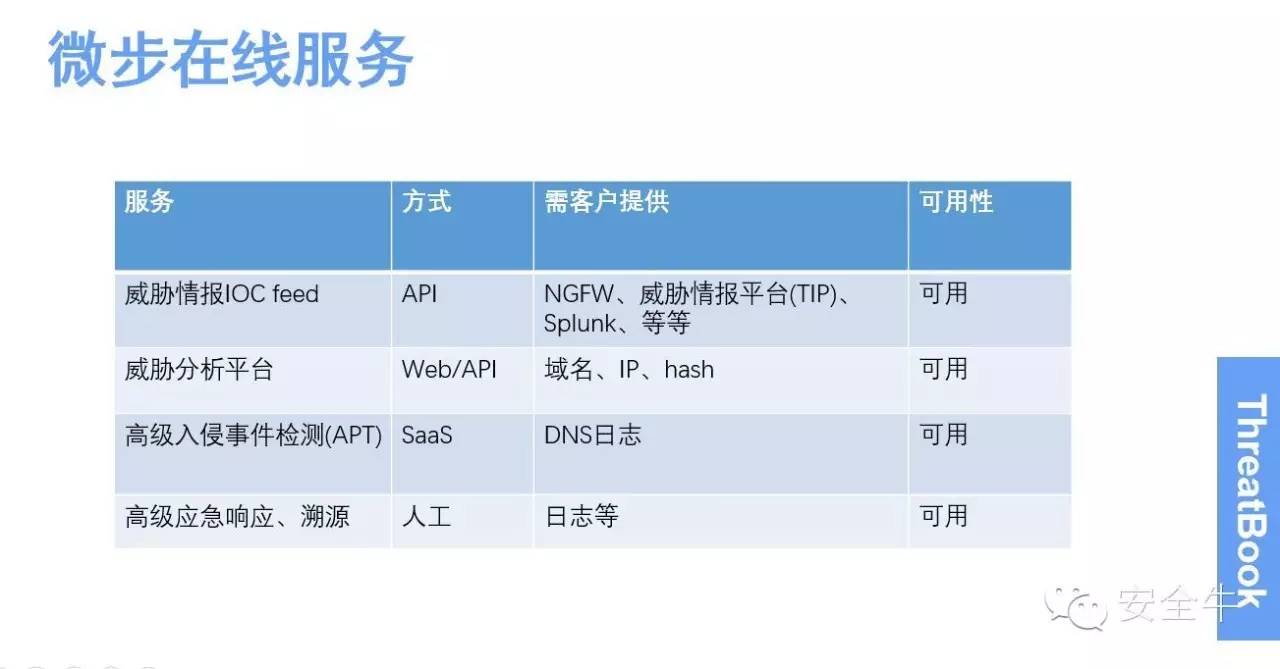 微步在线服务
服务 方式 需客户提供 可用性
威胁情报IOC feed API NGFW、威胁情报平台(TIP)、 可用
Splunk、等等
威胁分析平台 Web/API 域名、IP、hash 可用
高级入侵事件检测(APT) SaaS DNS日志 可用
高级应急响应、溯源 人工 日志等 可用
ThreatBook
安全牛